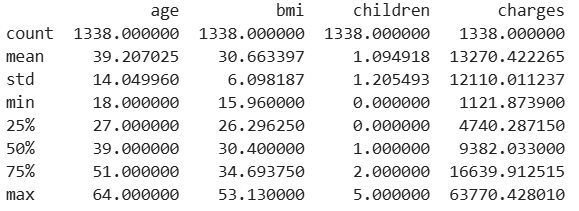 age bmi children charges
count 1338.000000 1338.000000 1338.000000 1338.000000
mean 39.207025 30.663397 1.094918 13270.422265
std 14.049960 6.098187 1.205493 12110.011237
min 18.000000 15.960000 0.000000 1121.873900
25% 27.000000 26.296250 0.000000 4740.287150
50% 39.000000 30.400000 1.000000 9382.033000
75% 51.000000 34.693750 2.000000 16639.912515
max 64.000000 53.130000 5.000000 63770.428010